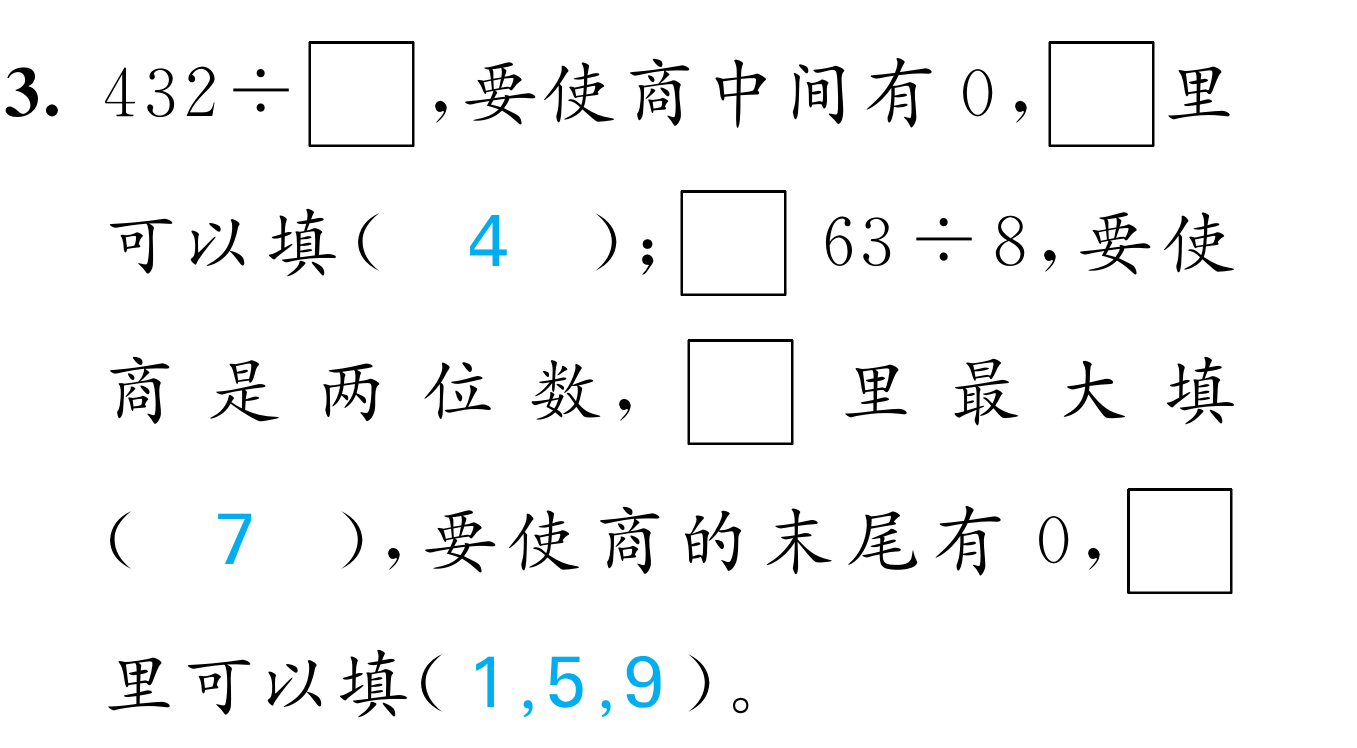 3. 432÷□,要使商中间有 0,□里
可以填( 4 );□ 63÷8,要使
商是两位数,□里最大填
( 7 ),要使商的末尾有 0,□
里可以填( 1,5,9 )。